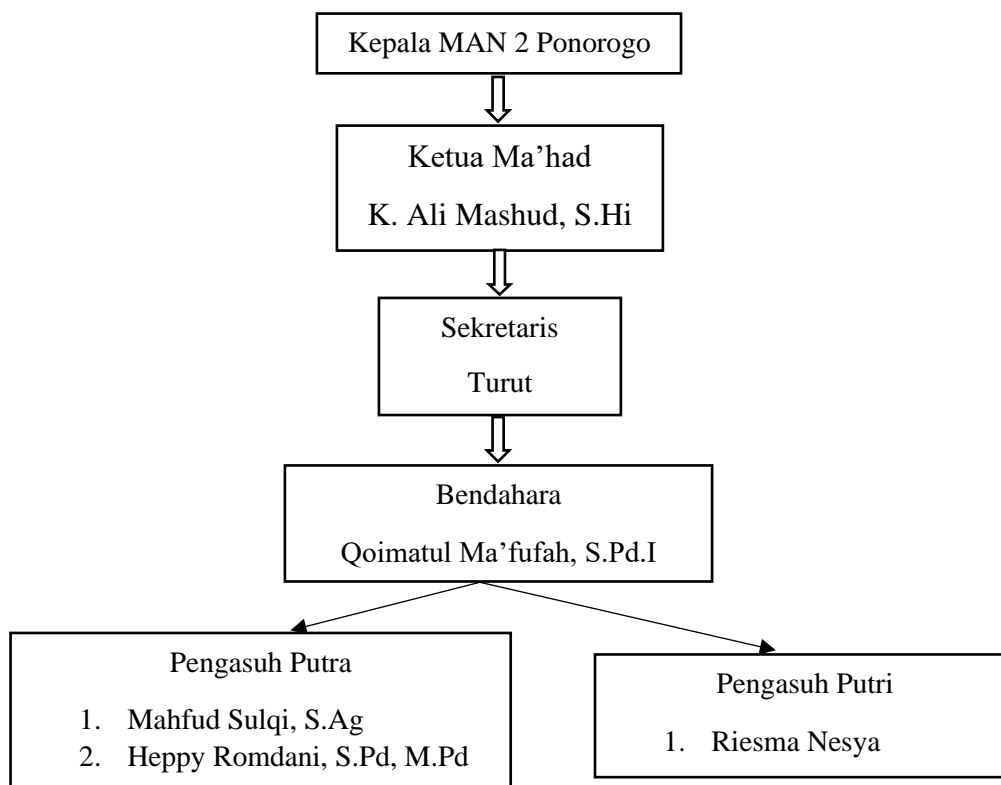 Kepala MAN 2 Ponorogo
Ketua Ma’had
K. Ali Mashud, S.Hi
Sekretaris
Turut
Bendahara
Qoimatul Ma’fufah, S.Pd.I
Pengasuh Putra
1. Mahfud Sulqi, S.Ag
2. Heppy Romdani, S.Pd, M.Pd
Pengasuh Putri
1. Riesma Nesya